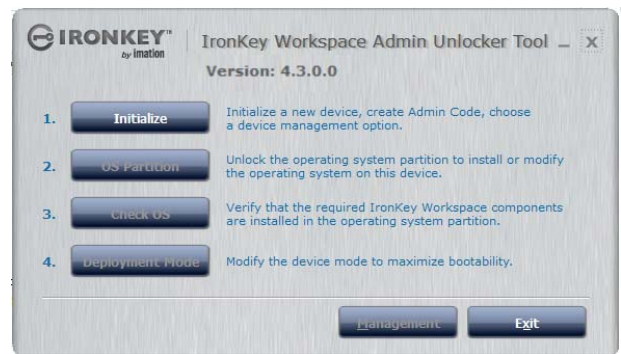 IRONKEY™
by imation
IronKey Workspace Admin Unlocker Tool
Version: 4.3.0.0
1. Initialize
Initialize a new device, create Admin Code, choose
a device management option.
2. OS Partition
Unlock the operating system partition to install or modify
the operating system on this device.
3. Check OS
Verify that the required IronKey Workspace components
are installed in the operating system partition.
4. Deployment Mode
Modify the device mode to maximize bootability.
Management
Exit